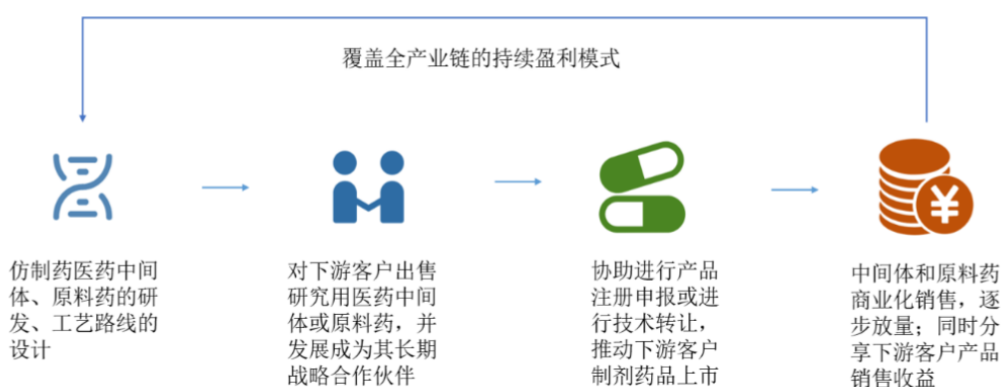 覆盖全产业链的持续盈利模式
¥
仿制药医药中间
体、原料药的研
发、工艺路线的
设计
对下游客户出售
研究用医药中间
体或原料药，并
发展成为其长期
战略合作伙伴
协助进行产品
注册申报或进
行技术转让，
推动下游客户
制剂药品上市
中间体和原料药
商业化销售，逐
步放量；同时分
享下游客户产品
销售收益